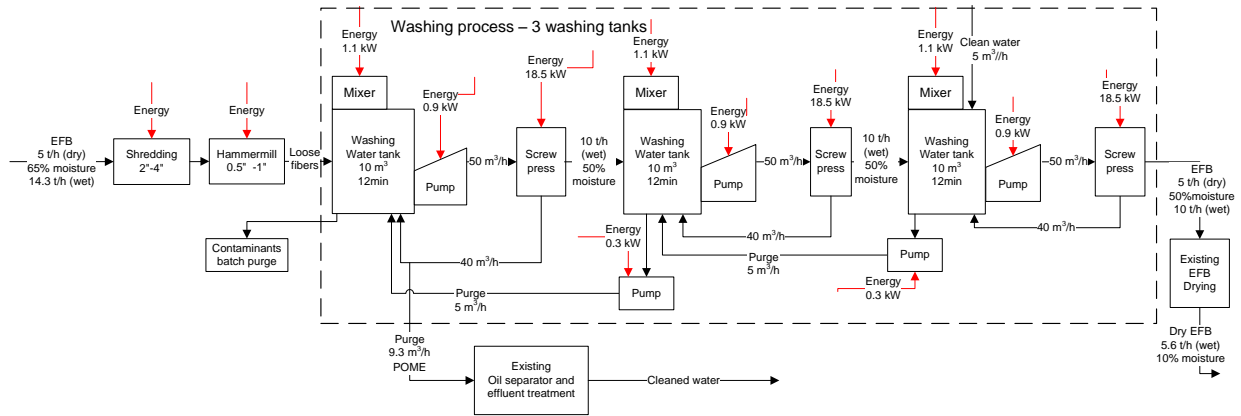 Washing process – 3 washing tanks
EFB
5 t/h (dry)
65% moisture
14.3 t/h (wet)
Energy
Shredding
2"-4"
Energy
Hammermill
0.5" -1"
Loose
fibers
Energy
1.1 kW
Mixer
Washing
Water tank
10 m³
12min
Contaminants
batch purge
Energy
0.9 kW
Pump
50 m³/h
Energy
18.5 kW
Screw
press
40 m³/h
10 t/h
(wet)
50%
moisture
Energy
1.1 kW
Mixer
Washing
Water tank
10 m³
12min
Energy
0.9 kW
Pump
50 m³/h
Energy
18.5 kW
Screw
press
40 m³/h
Energy
0.3 kW
Pump
Purge
5 m³/h
10 t/h
(wet)
50%
moisture
Energy
1.1 kW
Mixer
Clean water
5 m³//h
Washing
Water tank
10 m³
12min
Energy
0.9 kW
Pump
50 m³/h
Energy
18.5 kW
Screw
press
40 m³/h
Purge
5 m³/h
Pump
Energy
0.3 kW
EFB
5 t/h (dry)
50%moisture
10 t/h (wet)
Existing
EFB
Drying
Dry EFB
5.6 t/h (wet)
10% moisture
Purge
9.3 m³/h
POME
Existing
Oil separator and
effluent treatment
Cleaned water